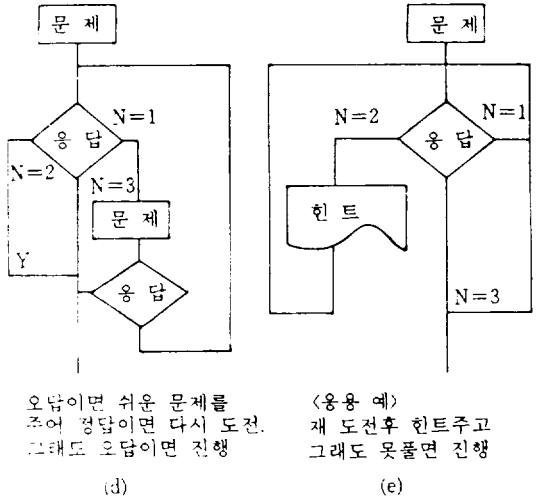 문 제
N=1
응 답
N=2
N=3
문 제
Y
응 답
오답이면 쉬운 문제를
주어 정답이면 다시 도전.
그래도 오답이면 진행
(d)
문 제
N=2
N=1
응 답
힌 트
N=3
〈응용 예〉
재 도전후 힌트주고
그래도 못풀면 진행
(e)